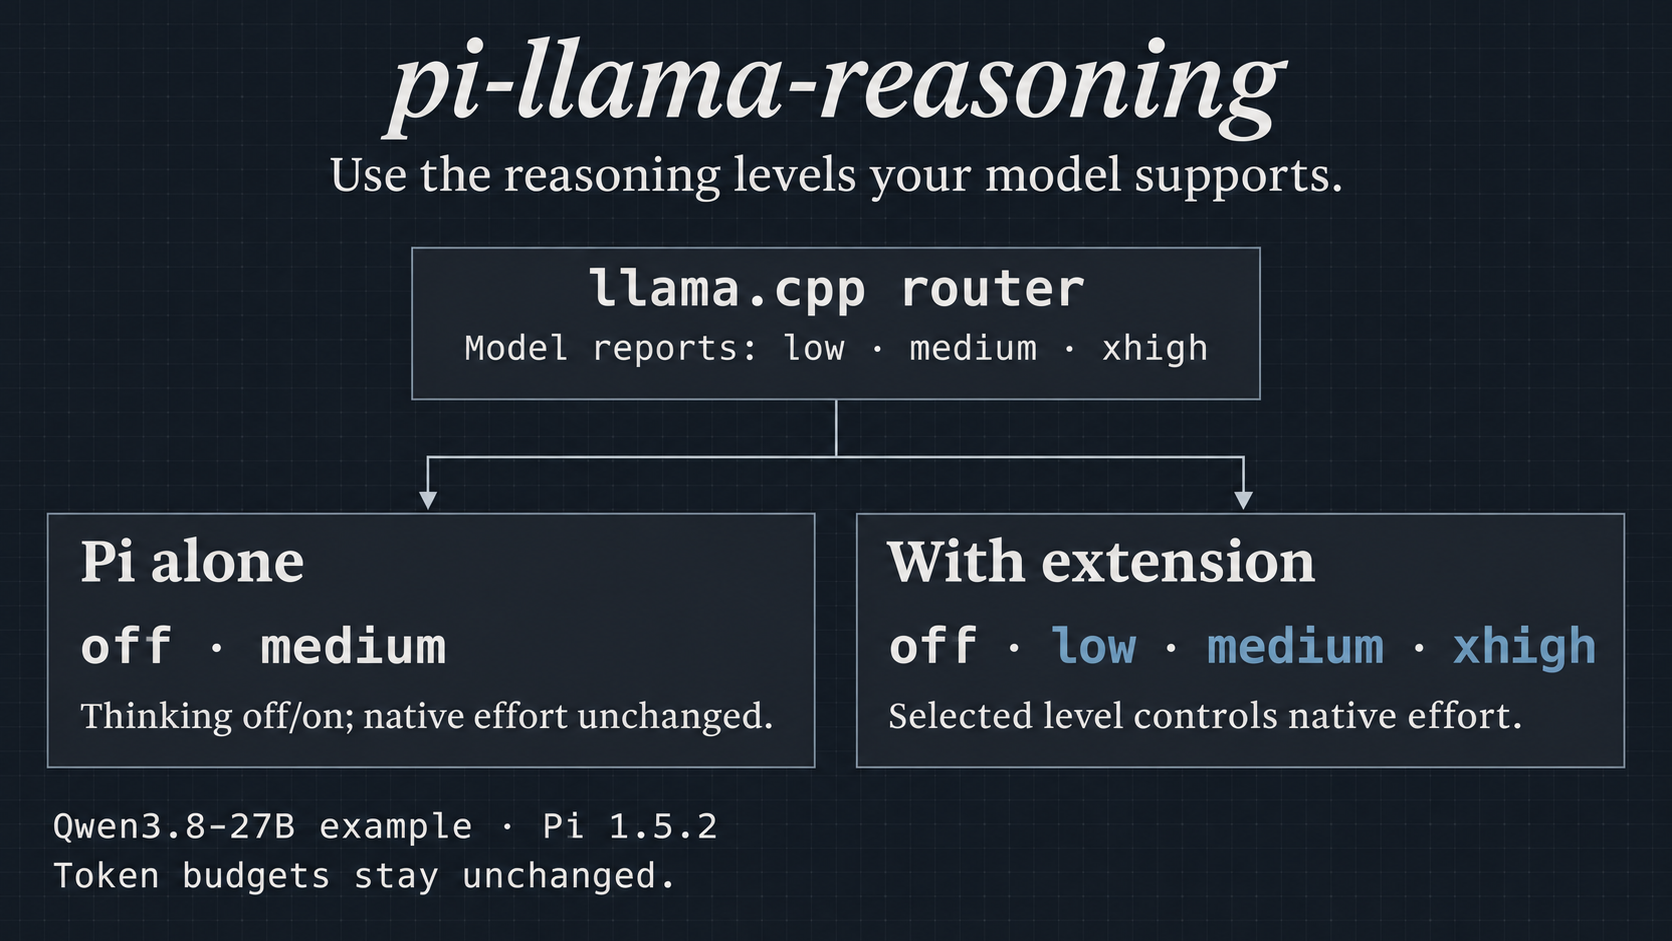 pi-llama-reasoning
Use the reasoning levels your model supports.
llama.cpp router
Model reports: low · medium · xhigh
Pi alone
off · medium
Thinking off/on; native effort unchanged.
With extension
off · low · medium · xhigh
Selected level controls native effort.
Qwen3.8-27B example · Pi 1.5.2
Token budgets stay unchanged.